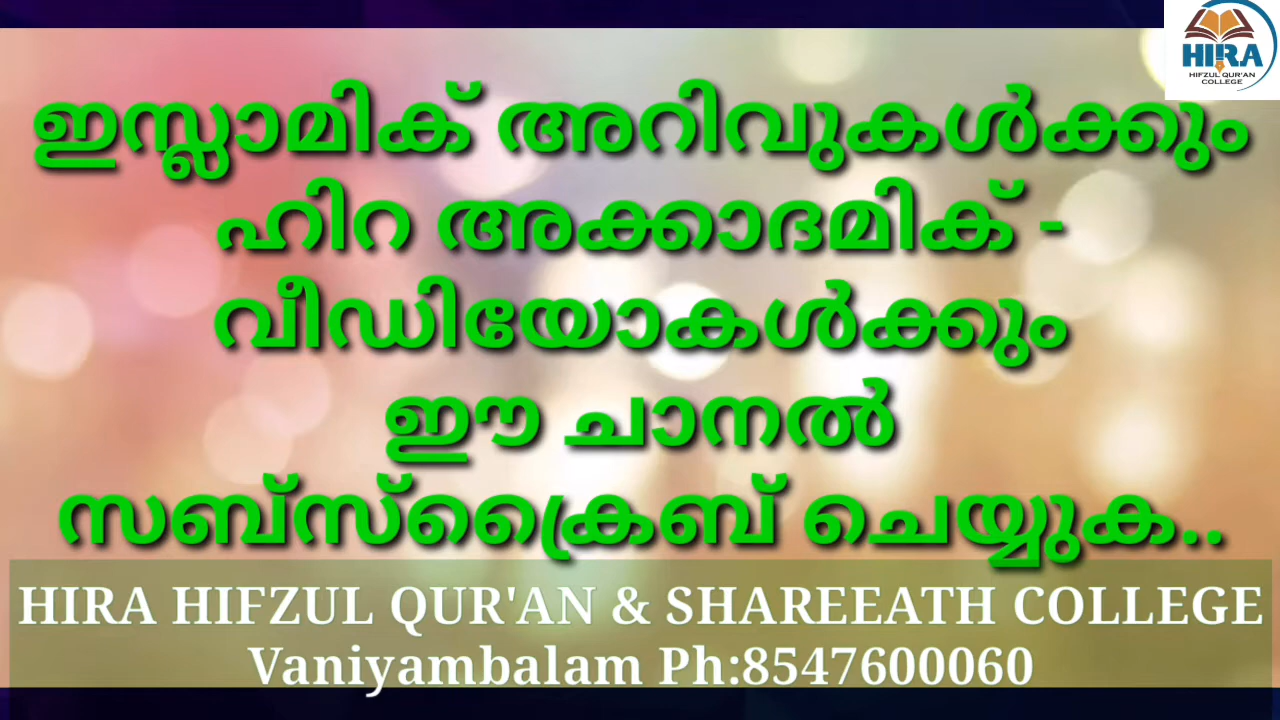 HIRA
HIFZUL QUR'AN
COLLEGE
ഇസ്ലാമിക് അറിവുകൾക്കും
ഹിറ അക്കാദമിക് -
വീഡിയോകൾക്കും
ഈ ചാനൽ
സബ്സ്ക്രൈബ് ചെയ്യുക..
HIRA HIFZUL QUR'AN & SHAREEATH COLLEGE
Vaniyambalam Ph:8547600060